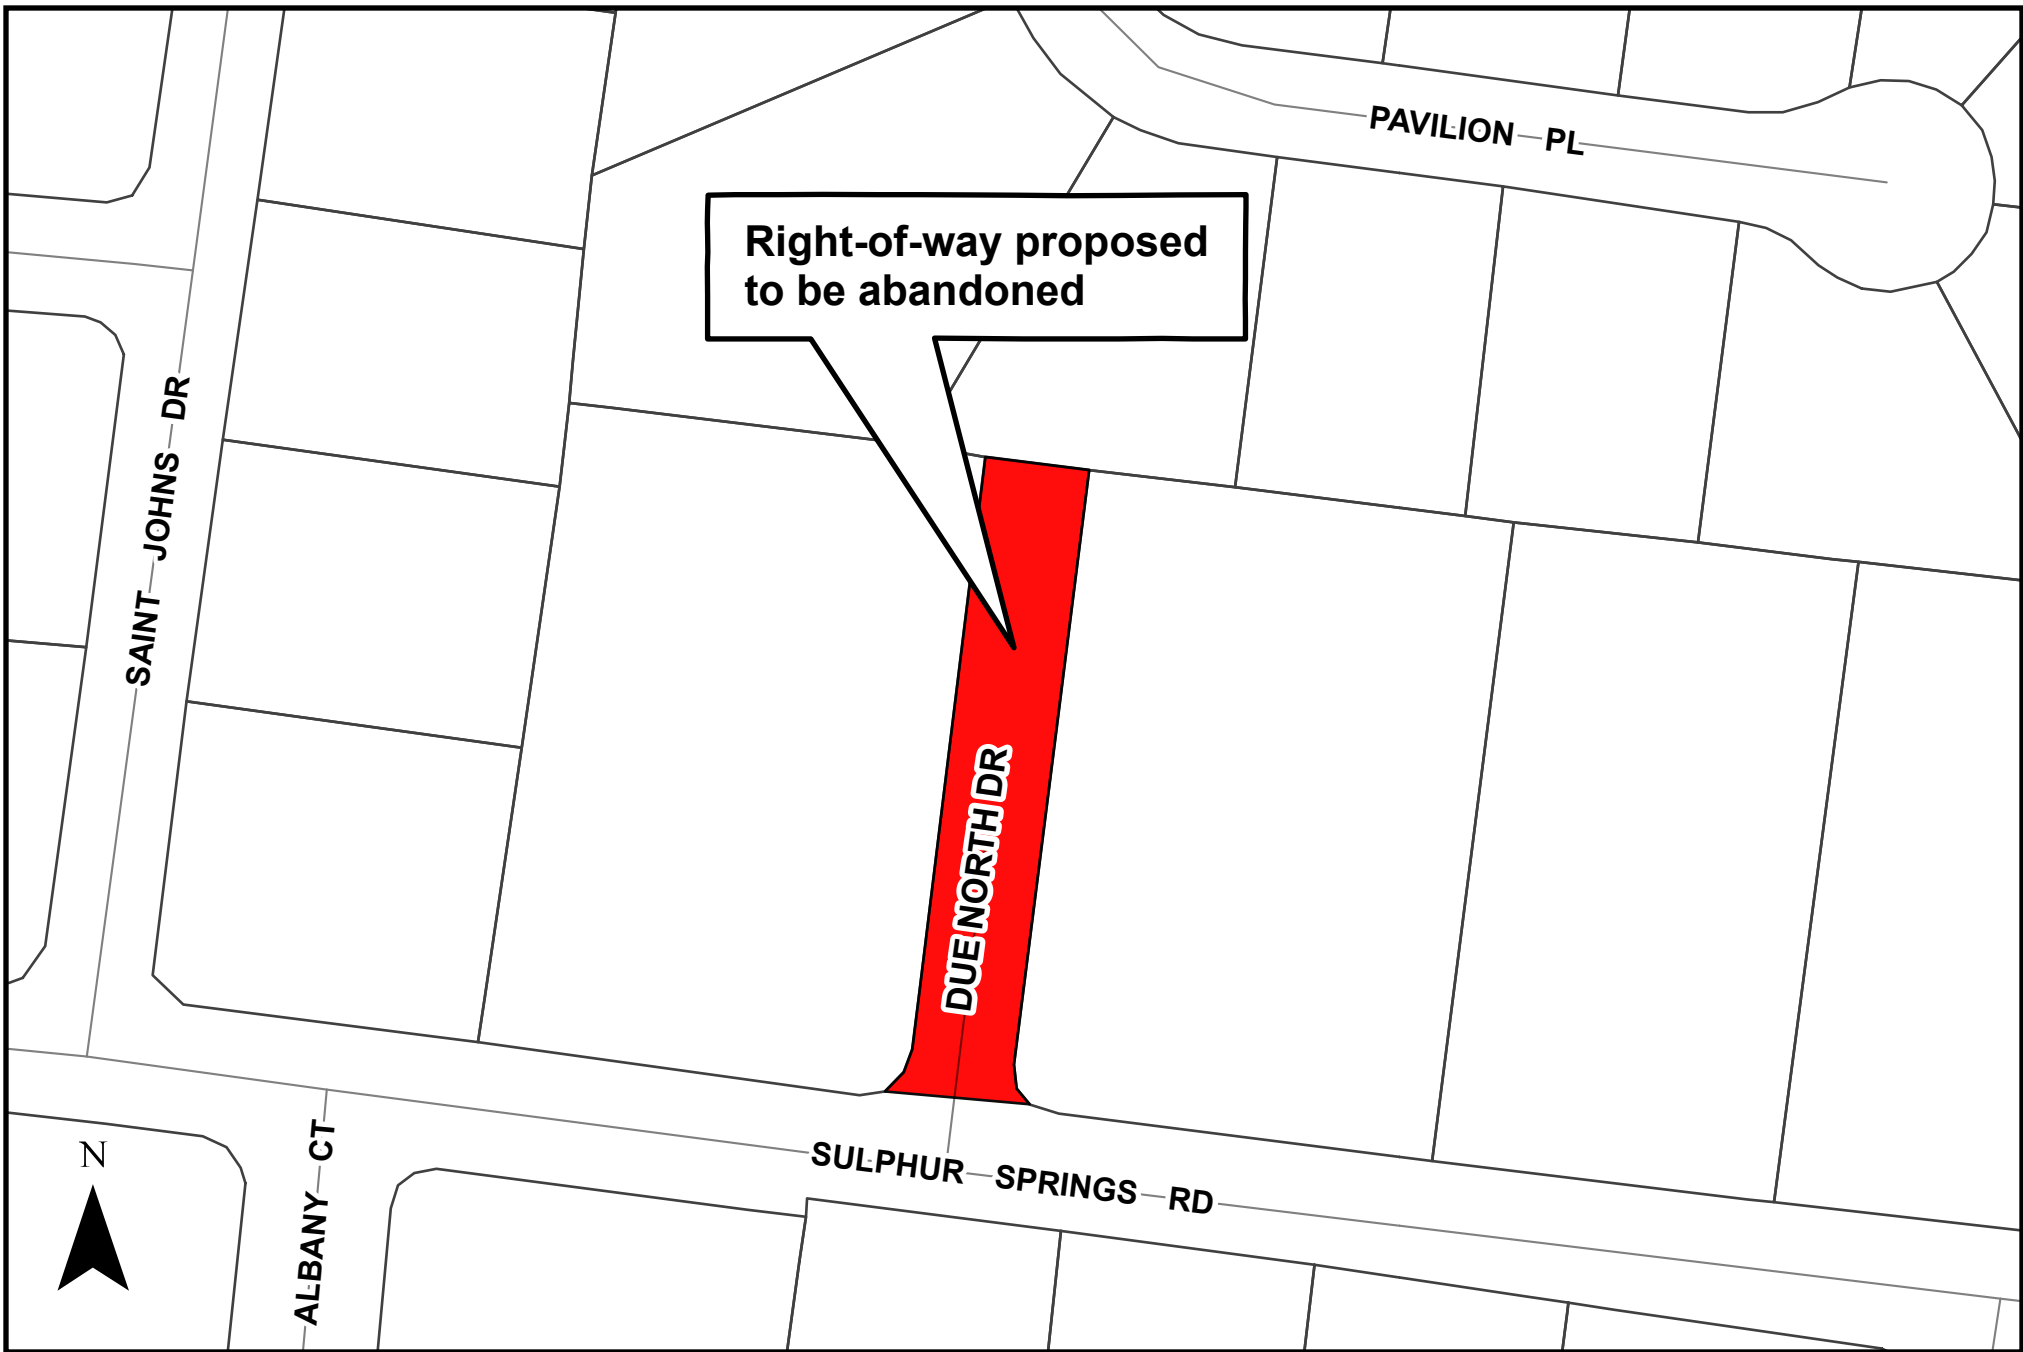 PAVILION PL
Right-of-way proposed
to be abandoned
SAINT JOHNS DR
DUE NORTH DR
SULPHUR SPRINGS RD
ALBANY CT
N